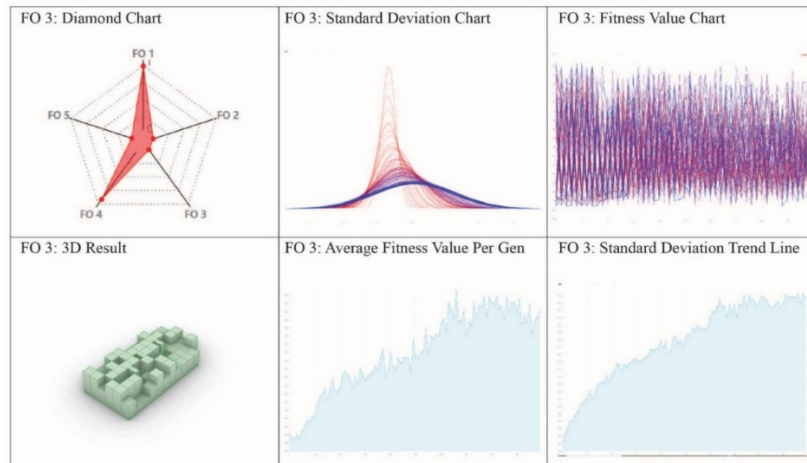 FO 3: Diamond Chart
FO 3: Standard Deviation Chart
FO 3: Fitness Value Chart
FO 1
FO 5
FO 2
FO 4
FO 3
FO 3: 3D Result
FO 3: Average Fitness Value Per Gen
FO 3: Standard Deviation Trend Line